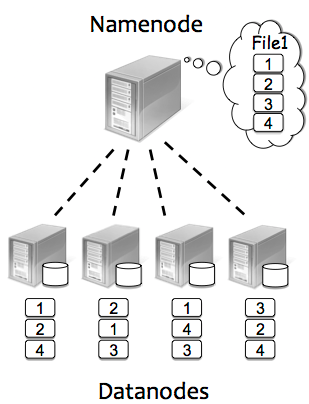 Namenode
File1
1
2
3
4
1 2 1 3
2 1 4 2
4 3 3 4
Datanodes